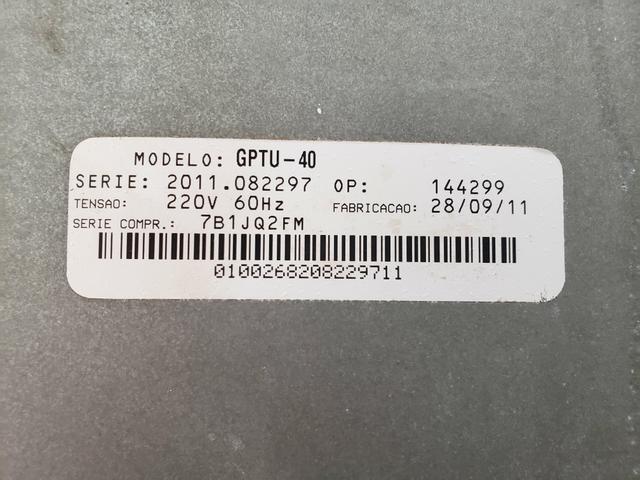 MODELO: GPTU-40
SERIE: 2011.082297 OP: 144299
TENSAO: 220V 60Hz FABRICACAO: 28/09/11
SERIE COMPR.: 7B1JQ2FM
0100268208229711